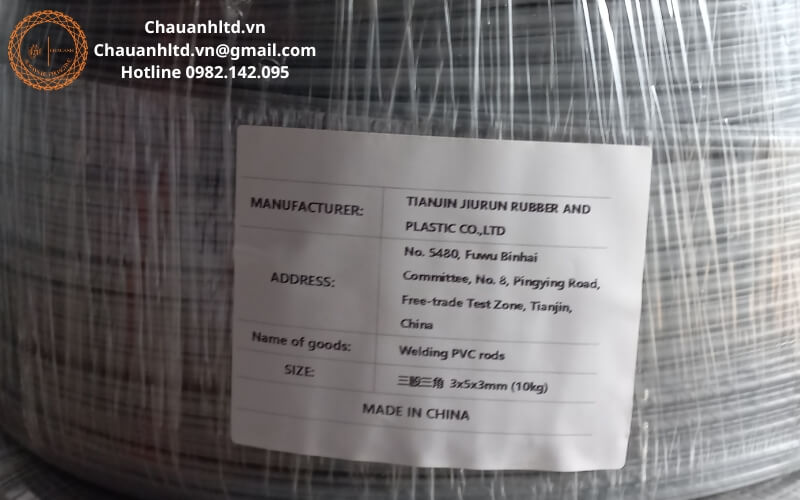 Chauanhltd.vn
Chauanhltd.vn@gmail.com
Hotline 0982.142.095
MANUFACTURER:
TIANJIN JIURUN RUBBER AND
PLASTIC CO.,LTD
ADDRESS:
No. 5480, Fuwu Binhai
Committee, No. 8, Pingying Road,
Free-trade Test Zone, Tianjin,
China
Name of goods:
Welding PVC rods
SIZE:
三股三角 3x5x3mm (10kg)
MADE IN CHINA